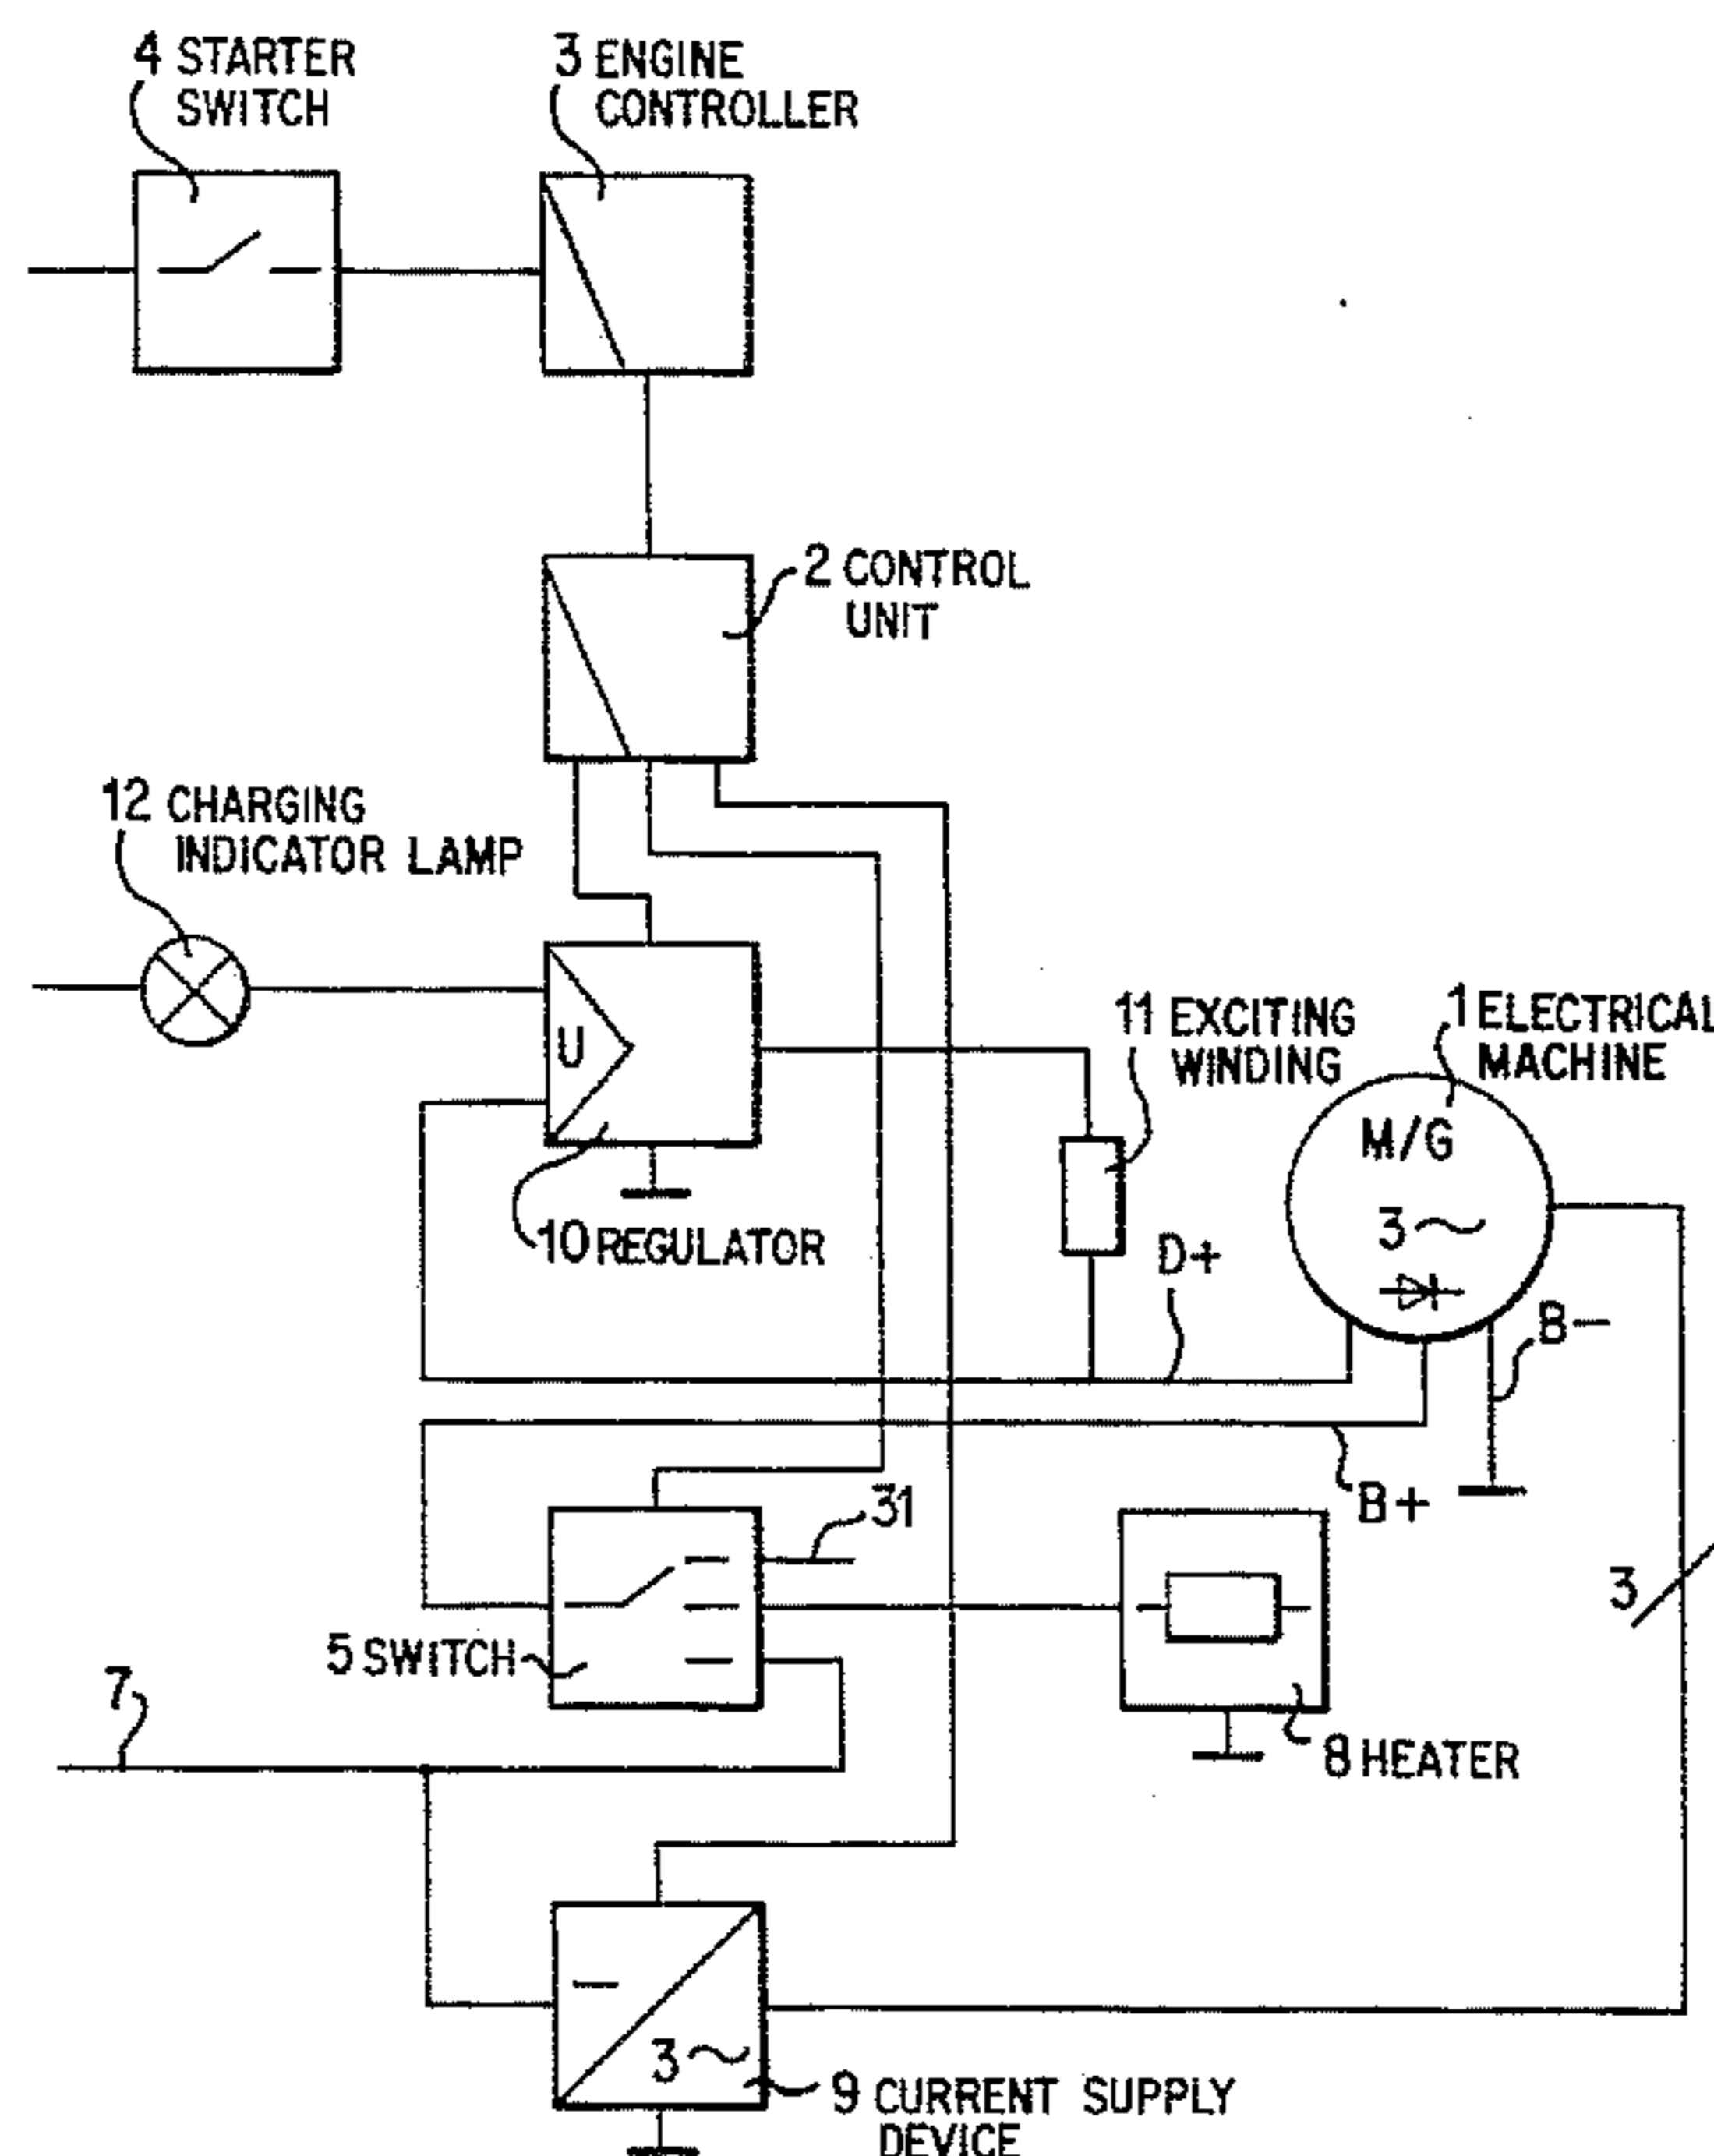 4 STARTER
SWITCH
3 ENGINE
CONTROLLER
2 CONTROL
UNIT
12 CHARGING
INDICATOR LAMP
U
10 REGULATOR
11 EXCITING
WINDING
1 ELECTRICAL
MACHINE
M/G
3~
D+
B-
B+
31
3
5 SWITCH
7
8 HEATER
-
3~
9 CURRENT SUPPLY
DEVICE